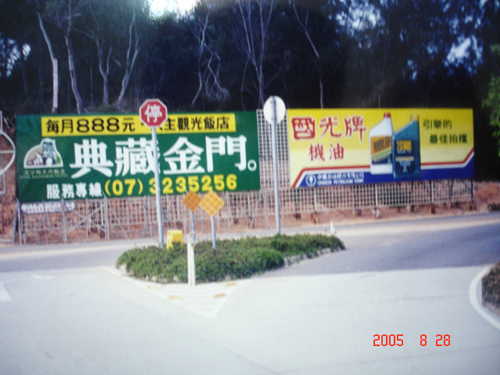 每月888元
主觀光飯店
典藏金門。
服務專線 (07) 3235256
停
國光牌
機油
引擎的
最佳拍檔
2005 8 28